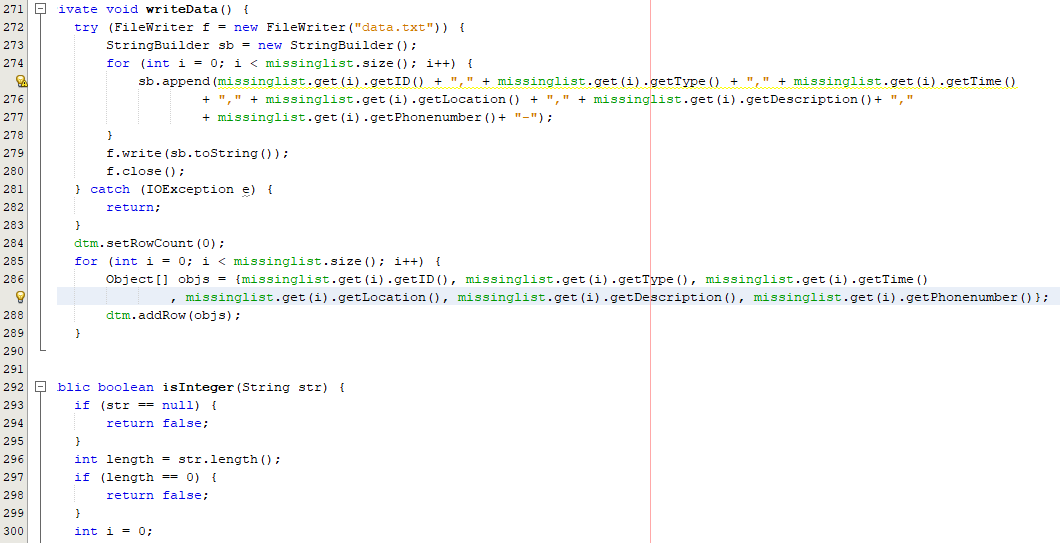 271 ivate void writeData() {
272 try (FileWriter f = new FileWriter("data.txt")) {
273 StringBuilder sb = new StringBuilder();
274 for (int i = 0; i < missinglist.size(); i++) {
sb.append(missinglist.get(i).getID() + "," + missinglist.get(i).getType() + "," + missinglist.get(i).getTime()
276 + "," + missinglist.get(i).getLocation() + "," + missinglist.get(i).getDescription()+ ","
277 + missinglist.get(i).getPhonenumber()+ "-");
278 }
279 f.write(sb.toString());
280 f.close();
281 } catch (IOException e) {
282 return;
283 }
284 dtm.setRowCount(0);
285 for (int i = 0; i < missinglist.size(); i++) {
286 Object[] objs = {missinglist.get(i).getID(), missinglist.get(i).getType(), missinglist.get(i).getTime()
, missinglist.get(i).getLocation(), missinglist.get(i).getDescription(), missinglist.get(i).getPhonenumber()};
288 dtm.addRow(objs);
289 }
290
291
292 blic boolean isInteger(String str) {
293 if (str == null) {
294 return false;
295 }
296 int length = str.length();
297 if (length == 0) {
298 return false;
299 }
300 int i = 0;